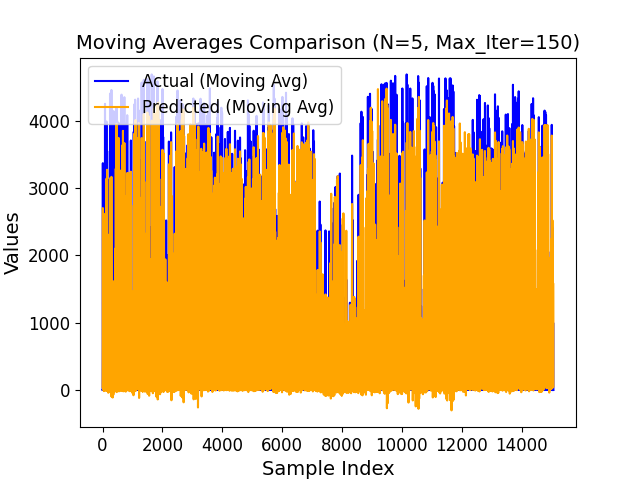 Moving Averages Comparison (N=5, Max_Iter=150)
Actual (Moving Avg)
Predicted (Moving Avg)
Values
4000
3000
2000
1000
0
0 2000 4000 6000 8000 10000 12000 14000
Sample Index